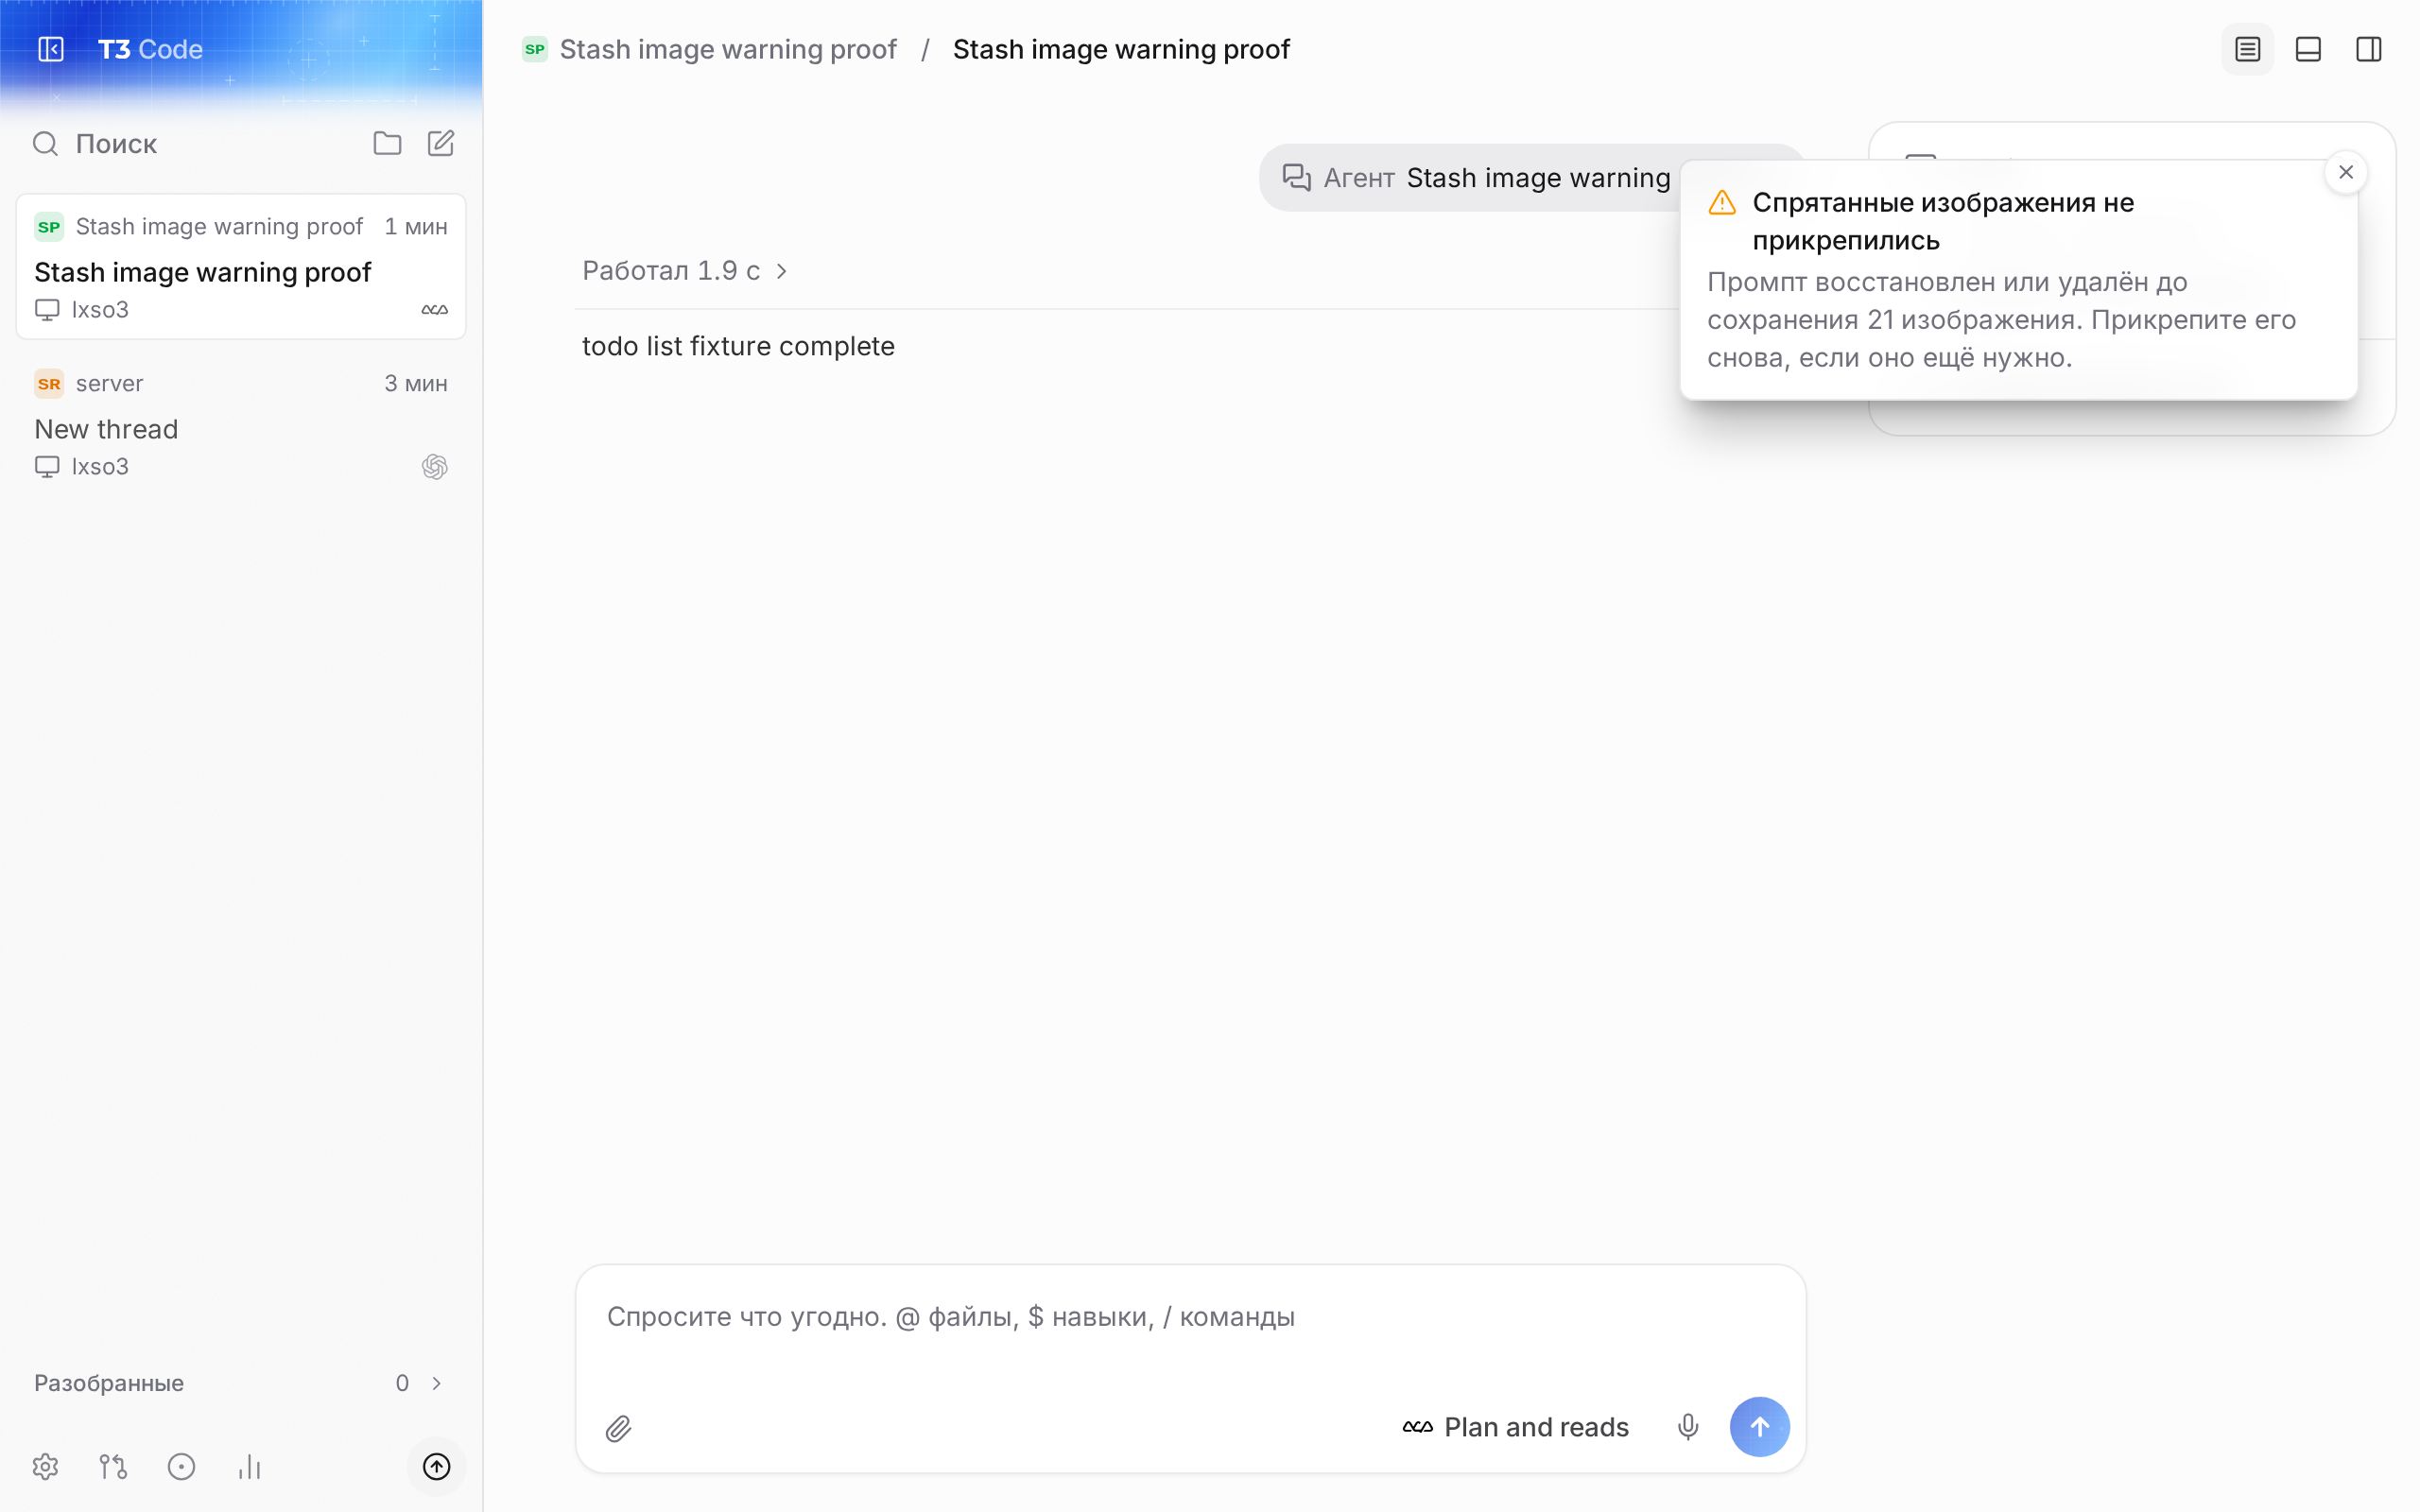 T3 Code
Поиск
SP Stash image warning proof 1 мин
Stash image warning proof
lxso3
SR server 3 мин
New thread
lxso3
Разобранные 0
SP Stash image warning proof / Stash image warning proof
Агент Stash image warning
Работал 1.9 с
todo list fixture complete
Спрятанные изображения не
прикрепились
Промпт восстановлен или удалён до
сохранения 21 изображения. Прикрепите его
снова, если оно ещё нужно.
Спросите что угодно. @ файлы, $ навыки, / команды
Plan and reads